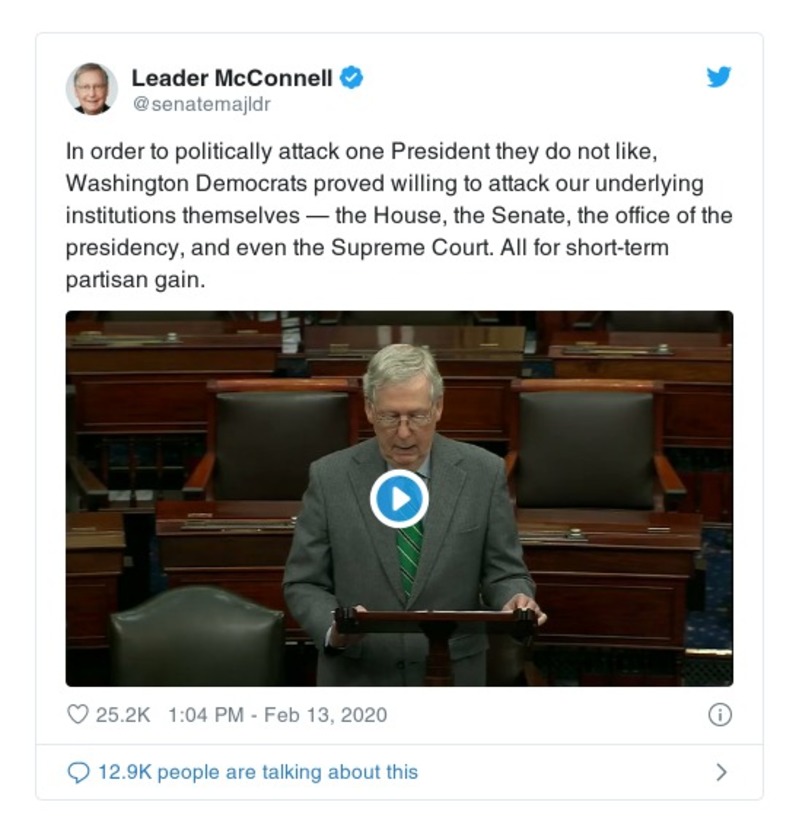 Leader McConnell
@senatemajldr
In order to politically attack one President they do not like,
Washington Democrats proved willing to attack our underlying
institutions themselves — the House, the Senate, the office of the
presidency, and even the Supreme Court. All for short-term
partisan gain.
25.2K 1:04 PM - Feb 13, 2020
12.9K people are talking about this